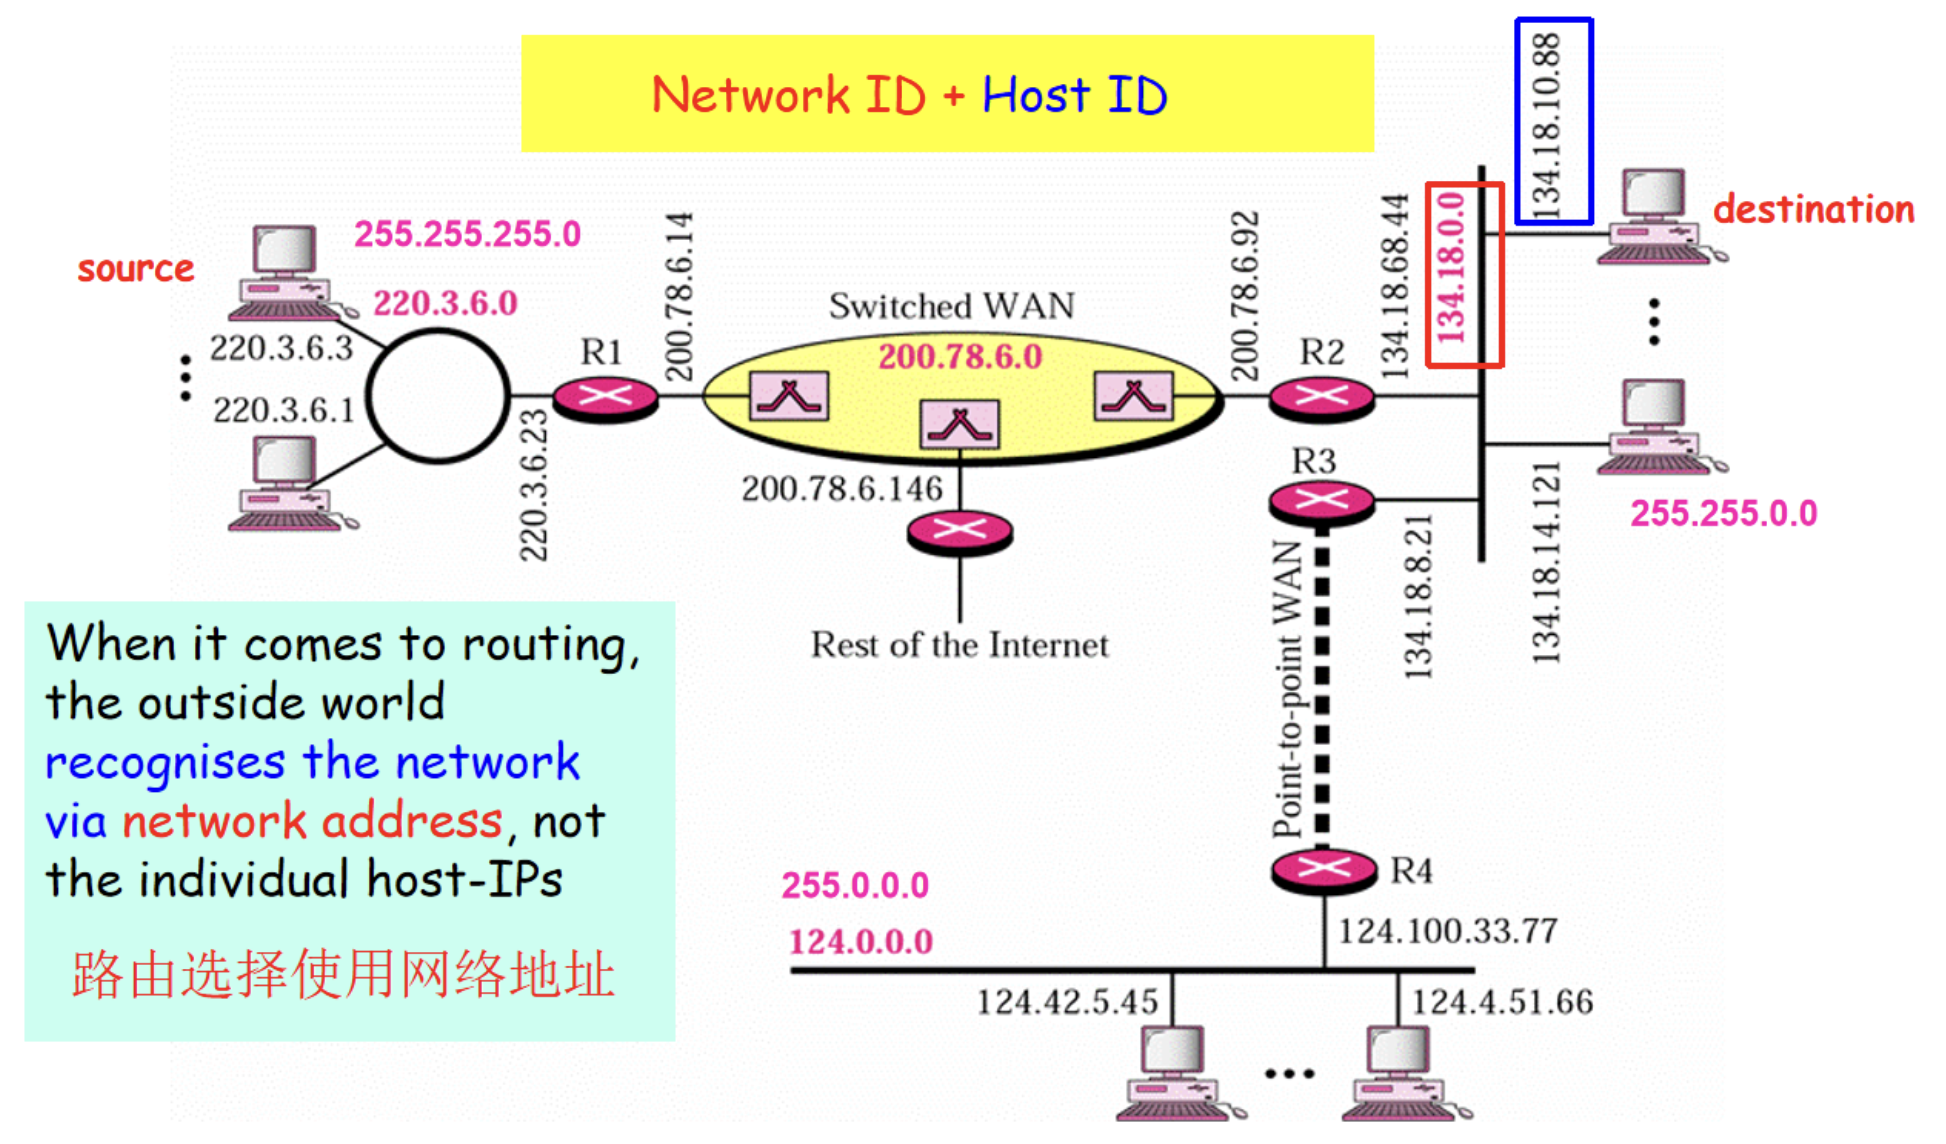 Network ID + Host ID
134.18.10.88
destination
source
255.255.255.0
220.3.6.0
220.3.6.3
220.3.6.1
220.3.6.23
R1
200.78.6.14
Switched WAN
200.78.6.0
200.78.6.146
Rest of the Internet
200.78.6.92
R2
134.18.68.44
134.18.0.0
R3
134.18.8.21
134.18.14.121
255.255.0.0
Point-to-point WAN
R4
124.100.33.77
255.0.0.0
124.0.0.0
124.42.5.45
124.4.51.66
When it comes to routing,
the outside world
recognises the network
via network address, not
the individual host-IPs
路由选择使用网络地址